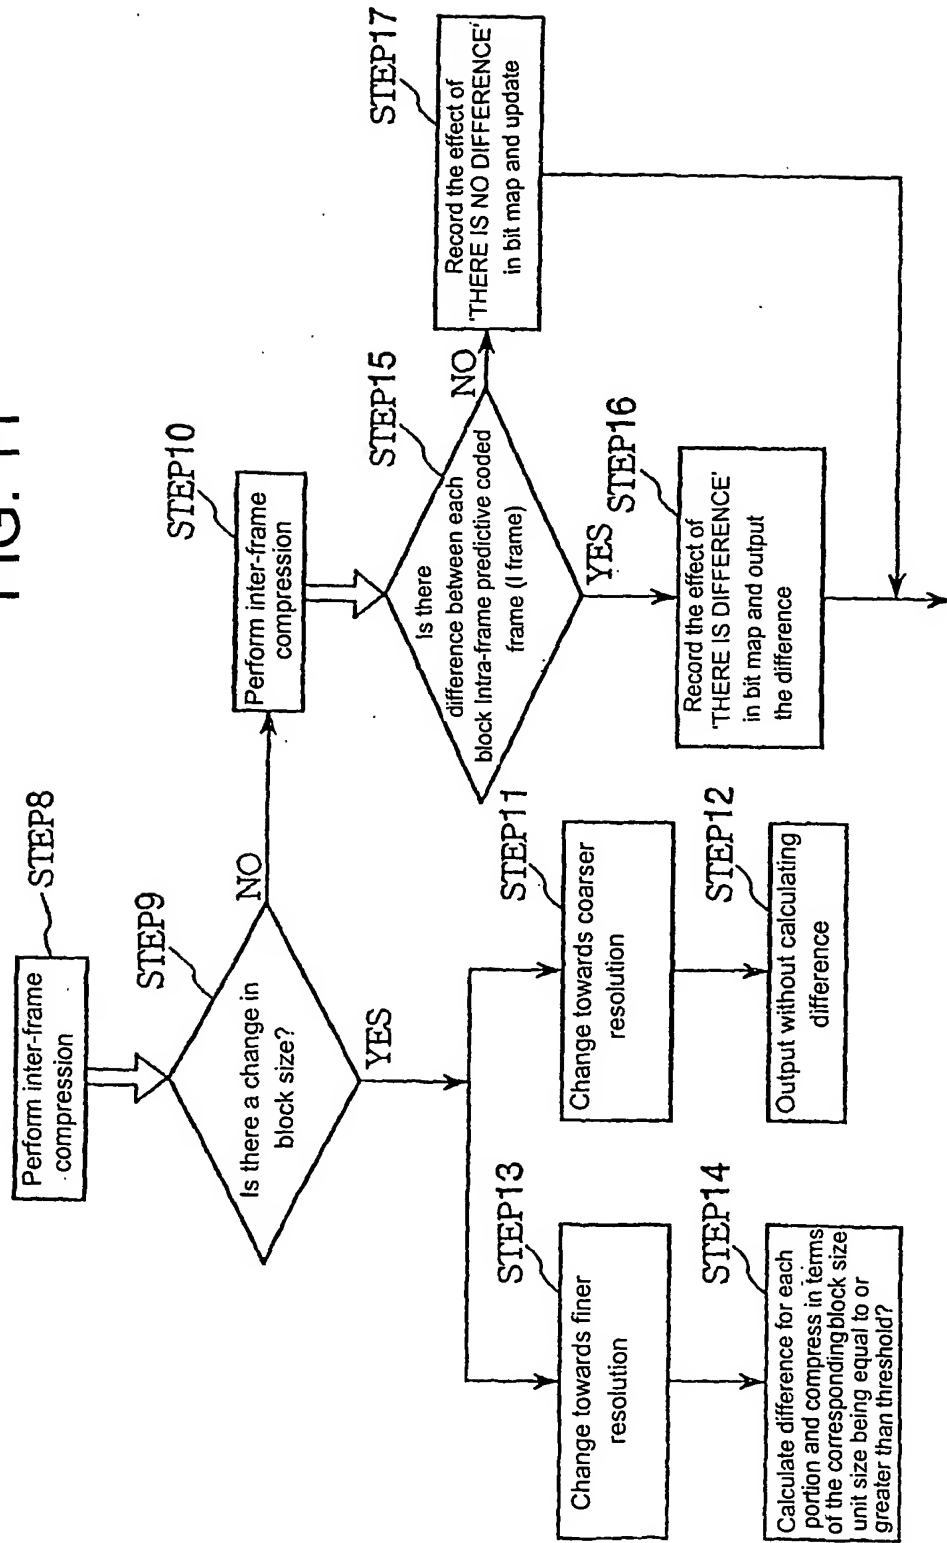 FIG. 11
Perform inter-frame
compression
STEP8
Is there a change in
block size?
STEP9
NO
YES
Perform inter-frame
compression
STEP10
Is there
difference between each
block Intra-frame predictive coded
frame (I frame)
STEP15
NO
YES
Record the effect of
'THERE IS NO DIFFERENCE'
in bit map and update
STEP17
Record the effect of
'THERE IS DIFFERENCE'
in bit map and output
the difference
STEP16
Change towards coarser
resolution
STEP11
Output without calculating
difference
STEP12
Change towards finer
resolution
STEP13
Calculate difference for each
portion and compress in terms
of the corresponding block size
unit size being equal to or
greater than threshold?
STEP14